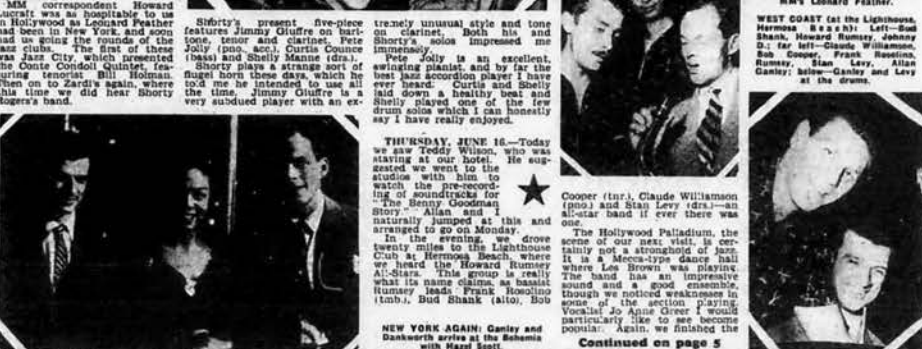 MM correspondent Howard
Lucraft was as hospitable to us
in Hollywood as Leonard Feather
had been in New York, and soon
had us going the rounds of the
jazz clubs. The first of these
was Jazz City, which presented
the Conte Condoli Quintet, fea-
turing tenorist Bill Holman.
Then on to Zardi's again, where
this time we did hear Shorty
Rogers's band.
Shorty's present five-piece
features Jimmy Giuffre on bari-
tone, tenor and clarinet, Pete
Jolly (pno., acc.), Curtis Counce
(bass) and Shelly Manne (drs.).
Shorty plays a strange sort of
flugel horn these days, which he
told me he intended to use all
the time. Jimmy Giuffre is a
very subdued player with an ex-
tremely unusual style and tone
on clarinet. Both his and
Shorty's solos impressed me
immensely.
Pete Jolly is an excellent,
swinging pianist, and by far the
best jazz accordion player I have
ever heard. Curtis and Shelly
laid down a healthy beat and
Shelly played one of the few
drum solos which I can honestly
say I have really enjoyed.
THURSDAY, JUNE 16.—Today
we saw Teddy Wilson, who was
staying at our hotel. He sug-
gested we went to the
studios with him to
watch the pre-record-
ing of soundtracks for
"The Benny Goodman
Story." Allan and I
naturally jumped at this and
arranged to go on Monday.
In the evening, we drove
twenty miles to the Lighthouse
Club at Hermosa Beach, where
we heard the Howard Rumsey
All-Stars. This group is really
what its name claims, as bassist
Rumsey leads Frank Rosolino
(tmb.), Bud Shank (alto), Bob
NEW YORK AGAIN: Ganley and
Dankworth arrive at the Bohemia
with Hazel Scott.
Cooper (tnr.), Claude Williamson
(pno.) and Stan Levy (drs.)—an
all-star band if ever there was
one.
The Hollywood Palladium, the
scene of our next visit, is cer-
tainly not a stronghold of jazz.
It is a Mecca-type dance hall
where Les Brown was playing.
The band has an impressive
sound and a good ensemble,
though we noticed weaknesses in
some of the section playing.
Vocalist Jo Anne Greer I would
particularly like to see become
popular. Again, we finished the
Continued on page 5
MM's Leonard Feather.
WEST COAST (at the Lighthouse,
Hermosa Beach): Left—Bud
Shank, Howard Rumsey, Johnny
D.; far left—Claude Williamson,
Bob Cooper, Frank Rosolino,
Rumsey, Stan Levy, Allan
Ganley; below—Ganley and Levy
at the drums.